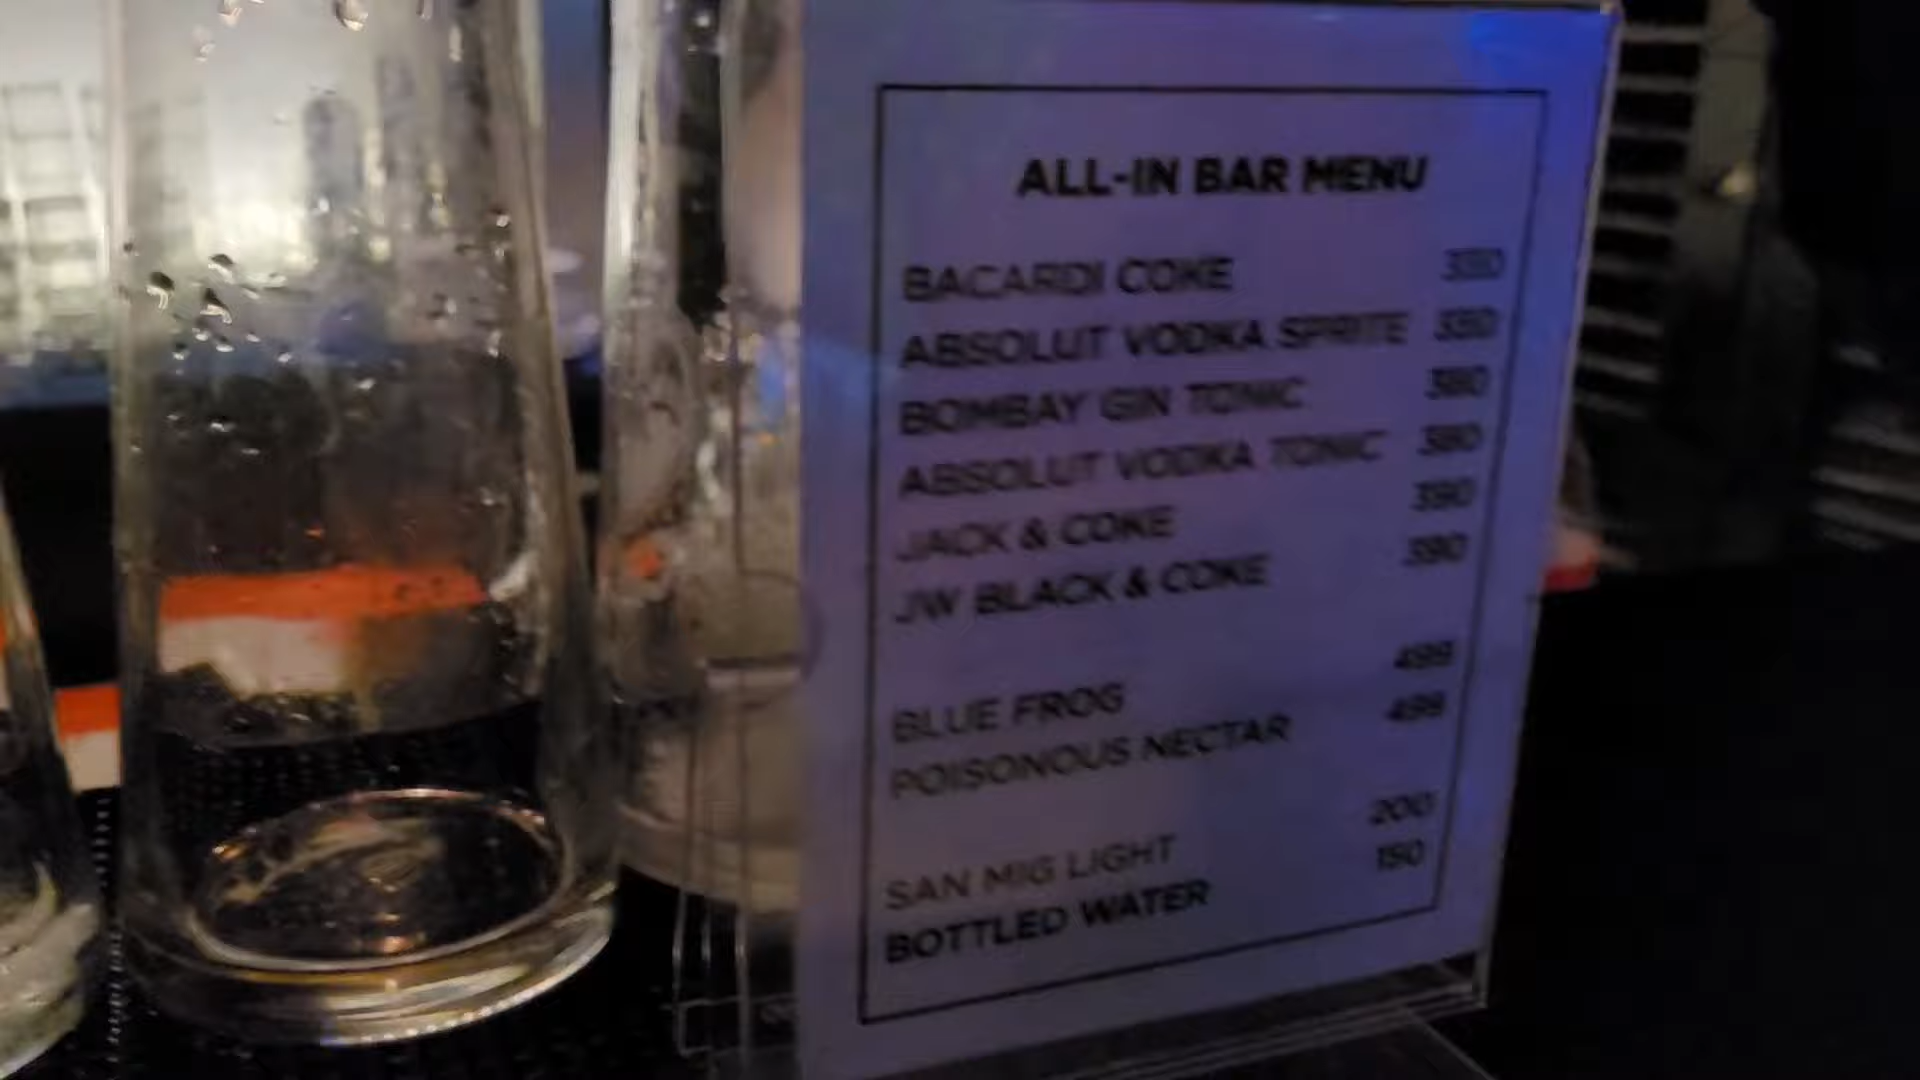 ALL-IN BAR MENU
BACARDI COKE 330
ABSOLUT VODKA SPRITE 330
BOMBAY GIN TONIC 380
ABSOLUT VODKA TONIC 380
JACK & COKE 390
JW BLACK & COKE 390
BLUE FROG 499
POISONOUS NECTAR 499
SAN MIG LIGHT 200
BOTTLED WATER 150